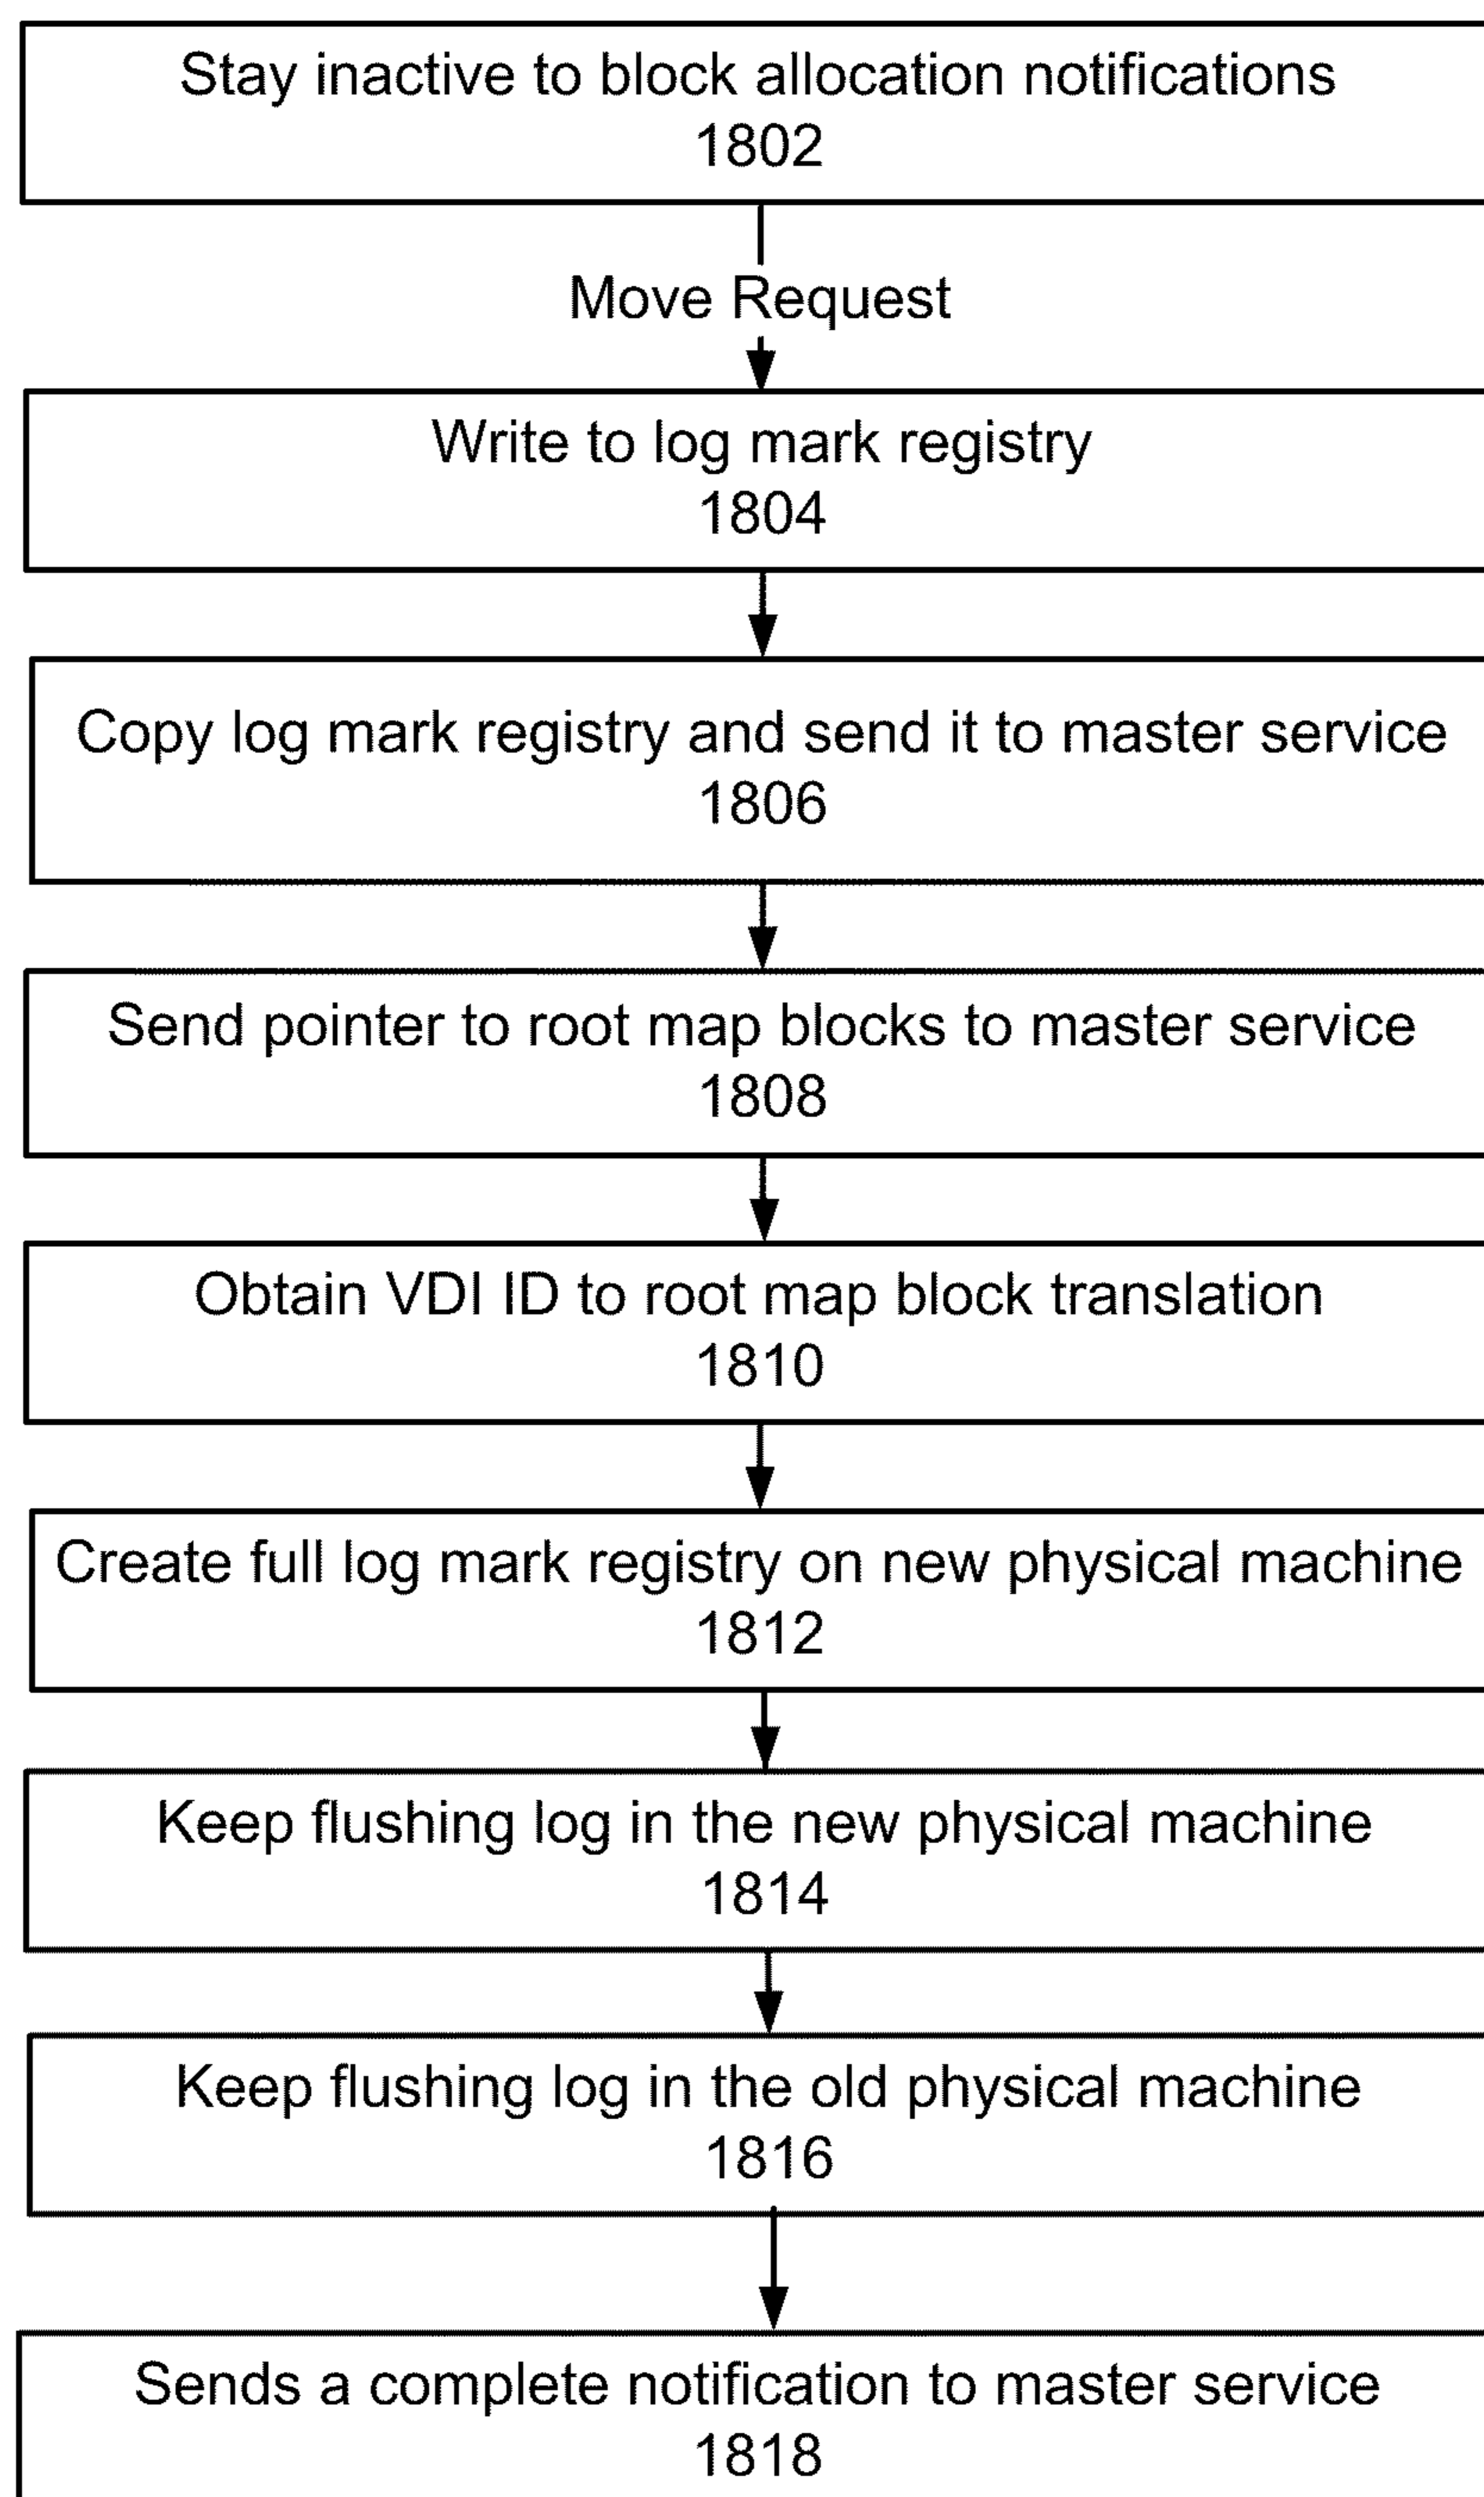 Stay inactive to block allocation notifications
1802
Move Request
Write to log mark registry
1804
Copy log mark registry and send it to master service
1806
Send pointer to root map blocks to master service
1808
Obtain VDI ID to root map block translation
1810
Create full log mark registry on new physical machine
1812
Keep flushing log in the new physical machine
1814
Keep flushing log in the old physical machine
1816
Sends a complete notification to master service
1818